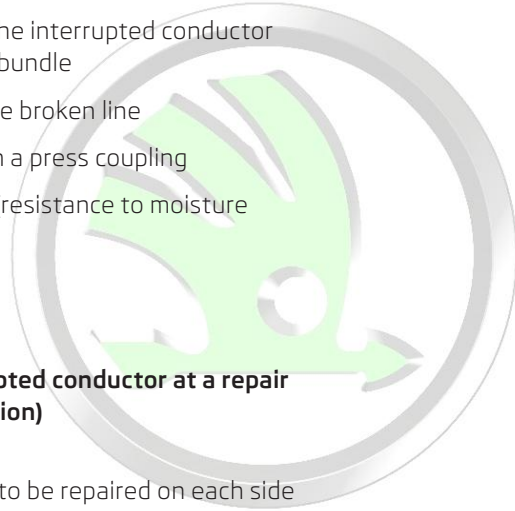 ne interrupted conductor
bundle
e broken line
n a press coupling
resistance to moisture
pted conductor at a repair
ion)
to be repaired on each side